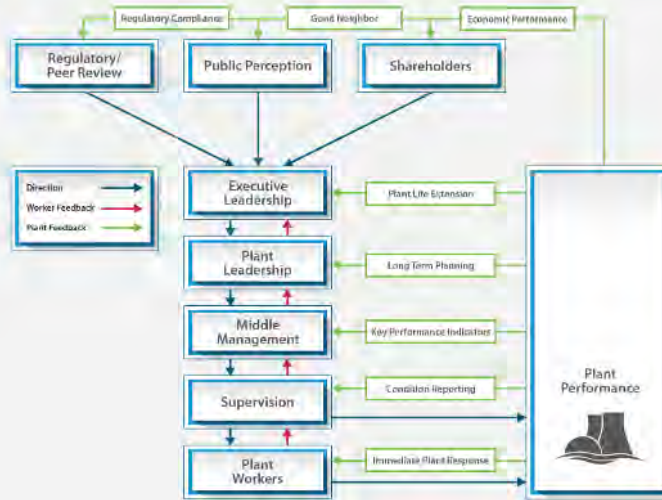 Regulatory Compliance
Good Neighbor
Economic Performance
Regulatory/
Peer Review
Public Perception
Shareholders
Direction
Worker Feedback
Plant Feedback
Executive
Leadership
Plant Life Extension
Plant
Leadership
Long Term Planning
Middle
Management
Key Performance Indicators
Plant
Performance
Supervision
Condition Reporting
Plant
Workers
Immediate Plant Response